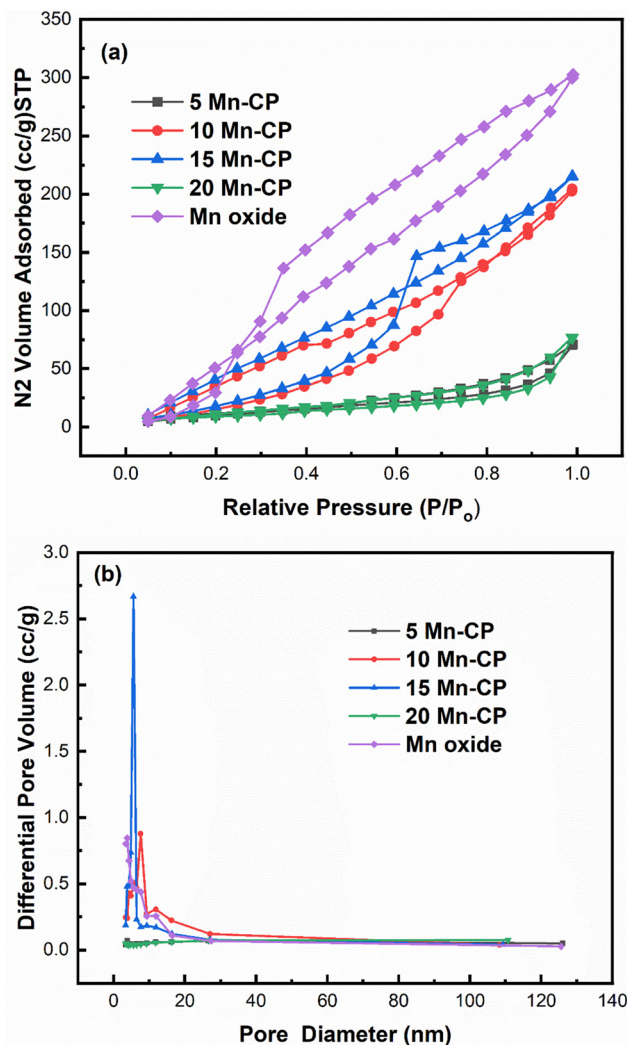 (a)
N2 Volume Adsorbed (cc/g)STP
350
300
250
200
150
100
50
0
5 Mn-CP
10 Mn-CP
15 Mn-CP
20 Mn-CP
Mn oxide
0.0 0.2 0.4 0.6 0.8 1.0
Relative Pressure (P/Po)
(b)
Differential Pore Volume (cc/g)
3.0
2.5
2.0
1.5
1.0
0.5
0.0
5 Mn-CP
10 Mn-CP
15 Mn-CP
20 Mn-CP
Mn oxide
0 20 40 60 80 100 120 140
Pore Diameter (nm)